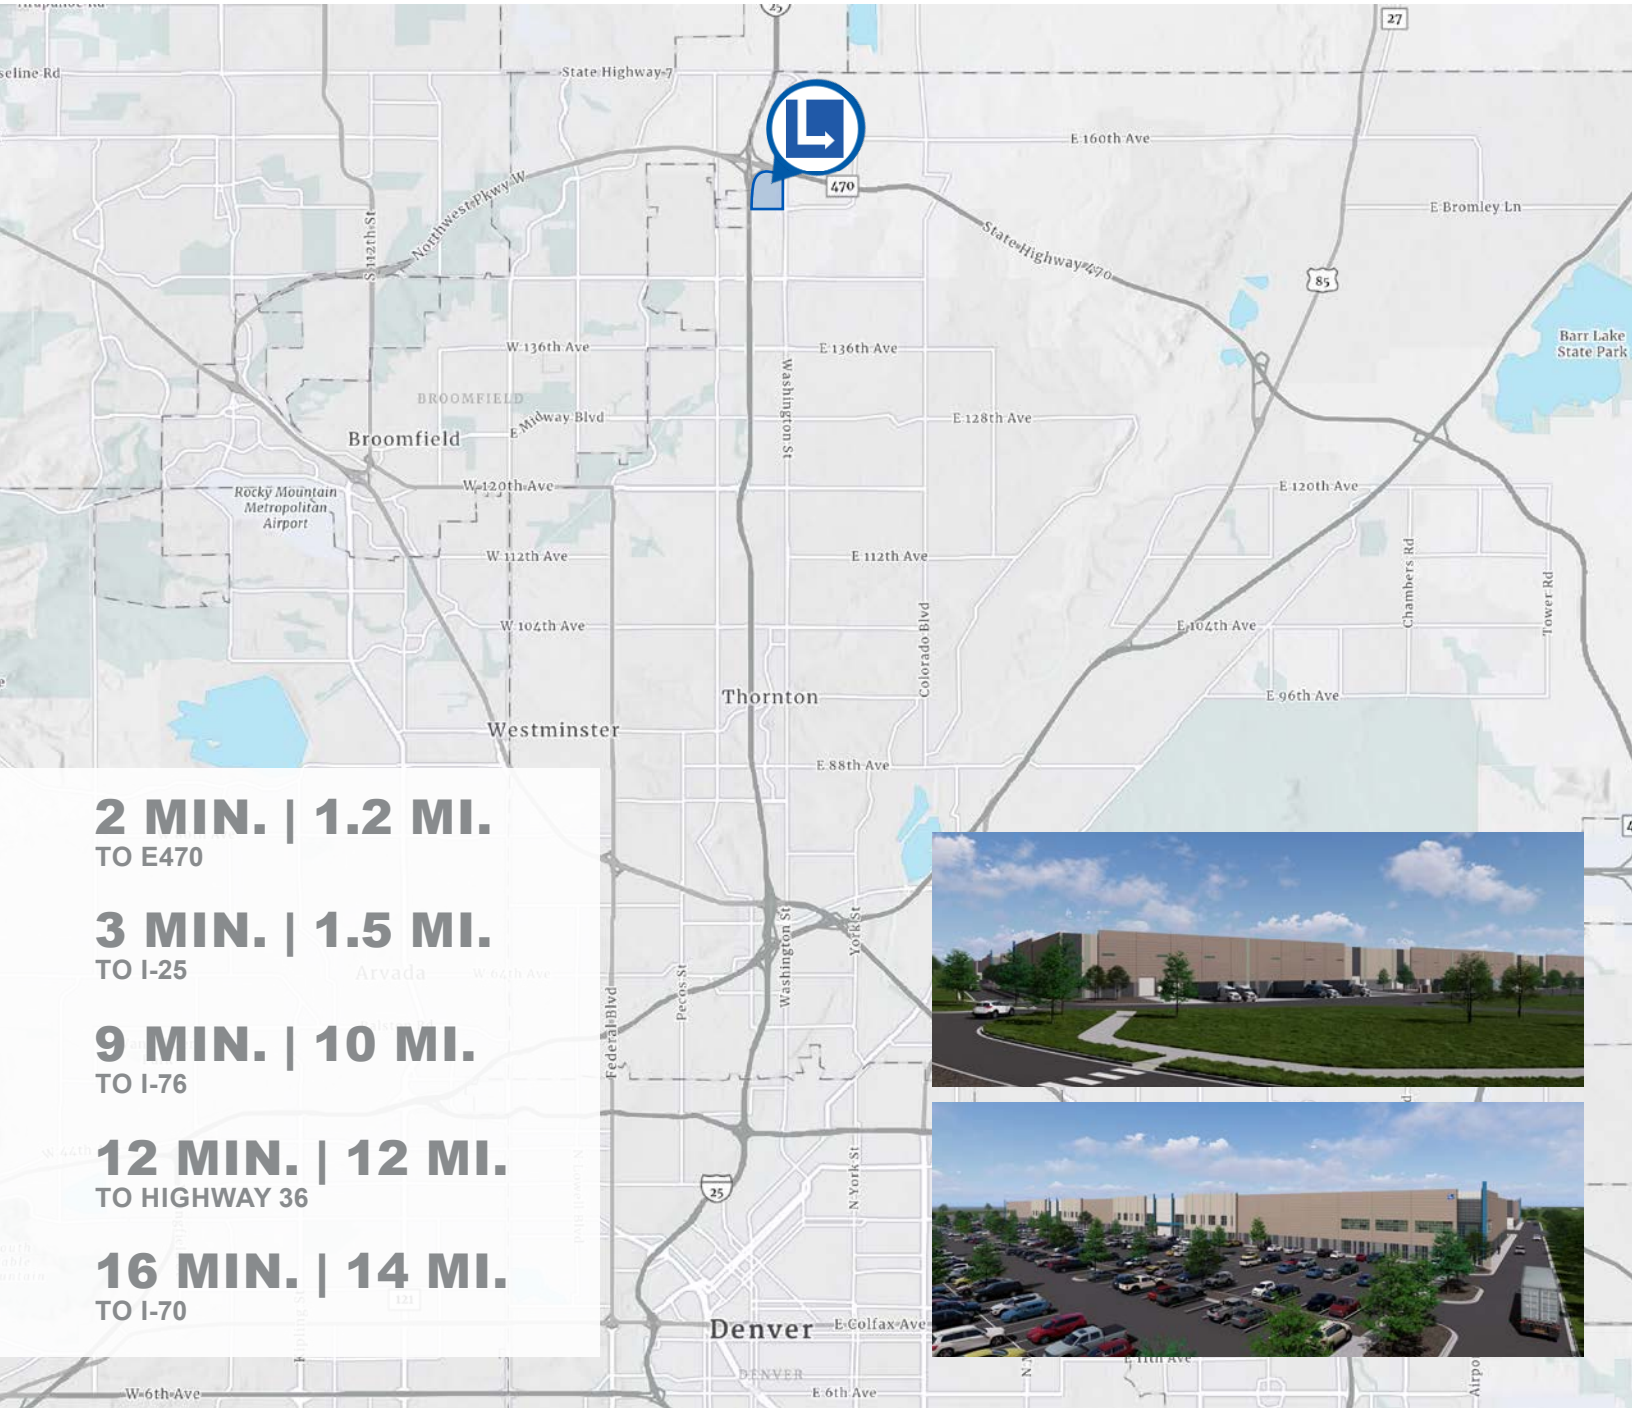 25
27
State Highway 7
E 160th Ave
470
Northwest Pkwy W
S 112th St
E Bromley Ln
State Highway 470
85
Barr Lake
State Park
W 136th Ave
E 136th Ave
Washington St
BROOMFIELD
E Midway Blvd
E 128th Ave
Broomfield
W 120th Ave
E 120th Ave
Rocky Mountain
Metropolitan
Airport
W 112th Ave
E 112th Ave
Chambers Rd
Tower Rd
W 104th Ave
E 104th Ave
Colorado Blvd
Thornton
E 96th Ave
Westminster
E 88th Ave
2 MIN. | 1.2 MI.
TO E470
3 MIN. | 1.5 MI.
TO I-25
Arvada
W 64th Ave
9 MIN. | 10 MI.
TO I-76
12 MIN. | 12 MI.
TO HIGHWAY 36
16 MIN. | 14 MI.
TO I-70
121
Federal Blvd
Pecos St
Washington St
York St
N York St
25
Denver
E Colfax Ave
DENVER
E 11th Ave
W 6th Ave
E 6th Ave